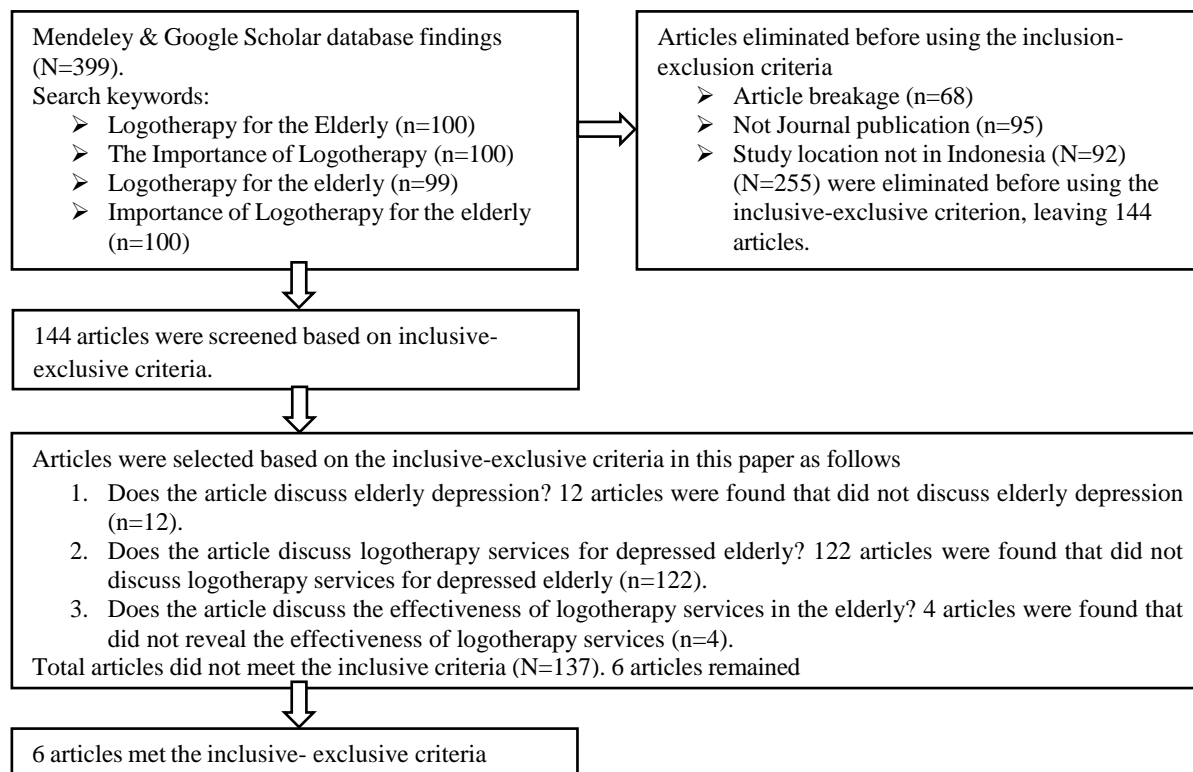 Mendeley & Google Scholar database findings
(N=399).
Search keywords:
➢ Logotherapy for the Elderly (n=100)
➢ The Importance of Logotherapy (n=100)
➢ Logotherapy for the elderly (n=99)
➢ Importance of Logotherapy for the elderly
(n=100)
Articles eliminated before using the inclusion-
exclusion criteria
➢ Article breakage (n=68)
➢ Not Journal publication (n=95)
➢ Study location not in Indonesia (N=92)
(N=255) were eliminated before using the
inclusive-exclusive criterion, leaving 144
articles.
144 articles were screened based on inclusive-
exclusive criteria.
Articles were selected based on the inclusive-exclusive criteria in this paper as follows
1. Does the article discuss elderly depression? 12 articles were found that did not discuss elderly depression
(n=12).
2. Does the article discuss logotherapy services for depressed elderly? 122 articles were found that did not
discuss logotherapy services for depressed elderly (n=122).
3. Does the article discuss the effectiveness of logotherapy services in the elderly? 4 articles were found that
did not reveal the effectiveness of logotherapy services (n=4).
Total articles did not meet the inclusive criteria (N=137). 6 articles remained
6 articles met the inclusive- exclusive criteria